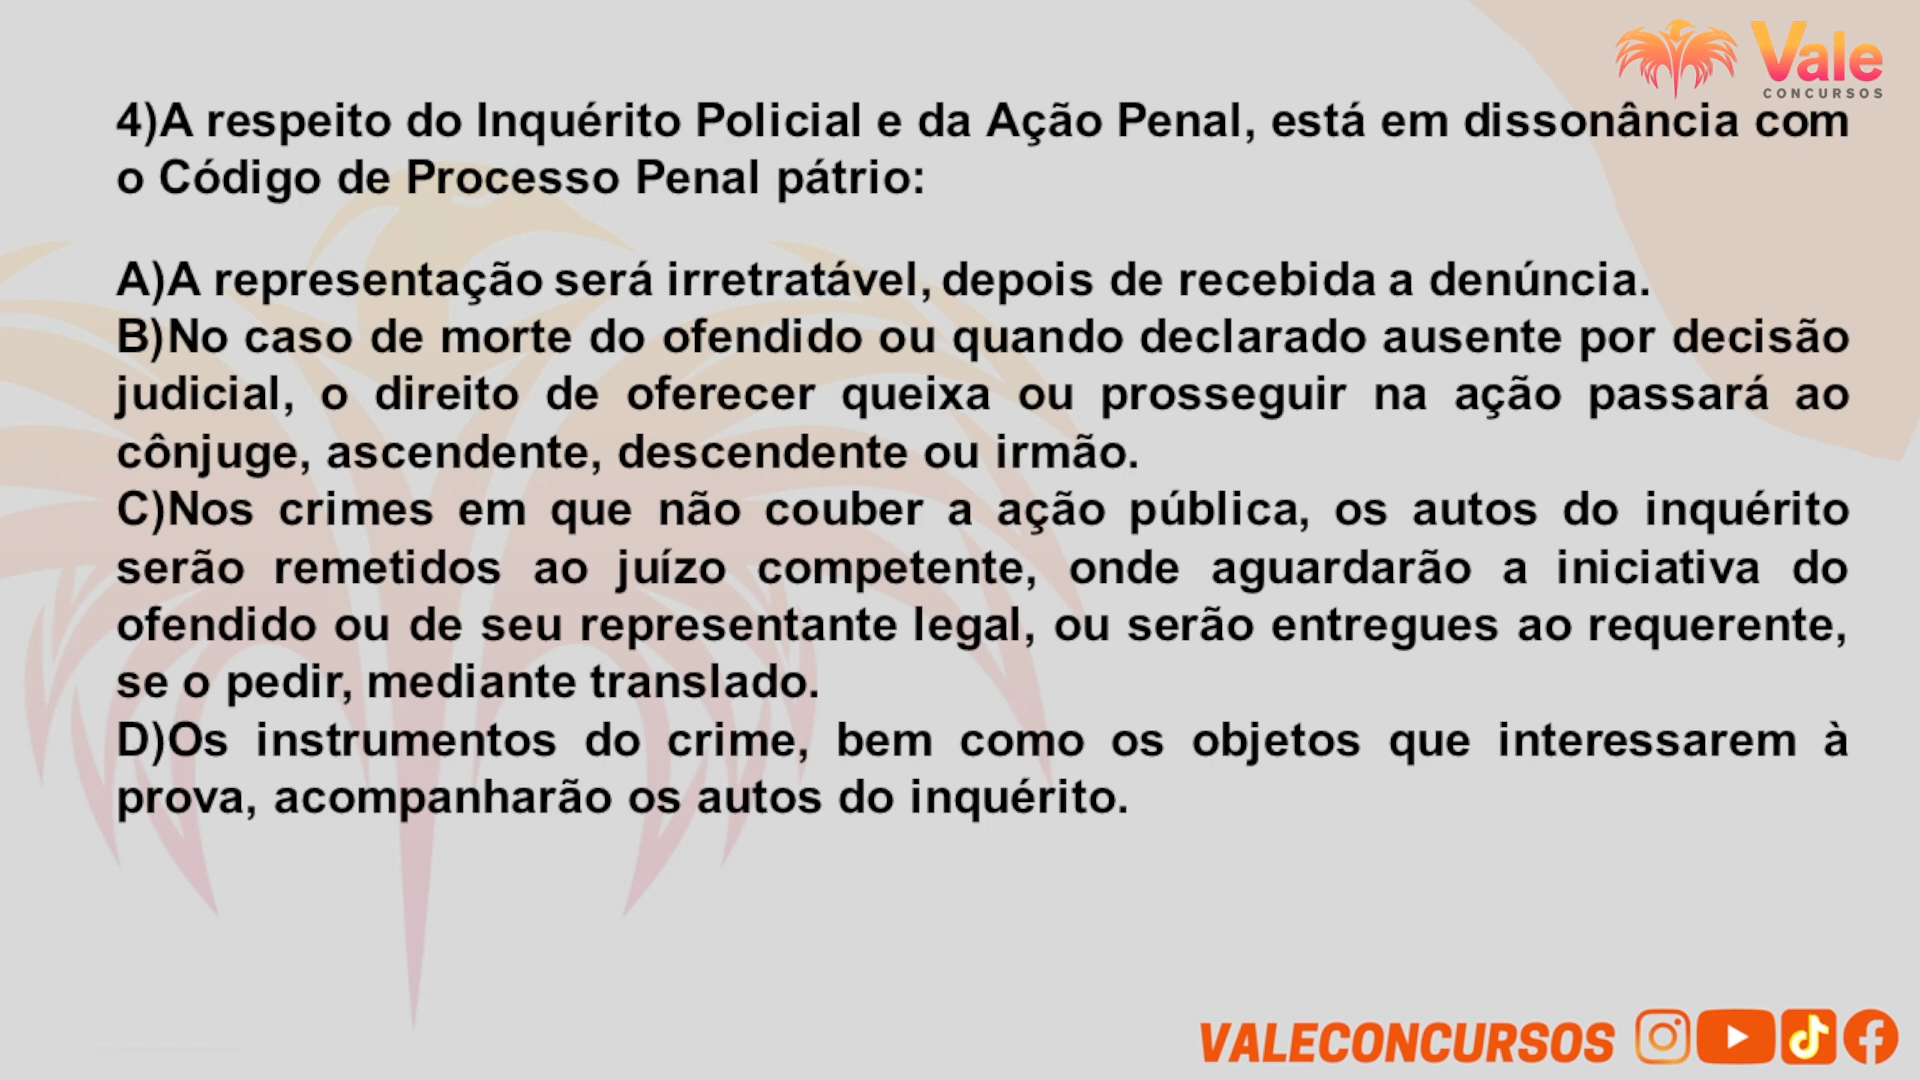 Vale
CONCURSOS
4)A respeito do Inquérito Policial e da Ação Penal, está em dissonância com
o Código de Processo Penal pátrio:
A)A representação será irretratável, depois de recebida a denúncia.
B)No caso de morte do ofendido ou quando declarado ausente por decisão
judicial, o direito de oferecer queixa ou prosseguir na ação passará ao
cônjuge, ascendente, descendente ou irmão.
C)Nos crimes em que não couber a ação pública, os autos do inquérito
serão remetidos ao juízo competente, onde aguardarão a iniciativa do
ofendido ou de seu representante legal, ou serão entregues ao requerente,
se o pedir, mediante translado.
D)Os instrumentos do crime, bem como os objetos que interessarem à
prova, acompanharão os autos do inquérito.
VALECONCURSOS